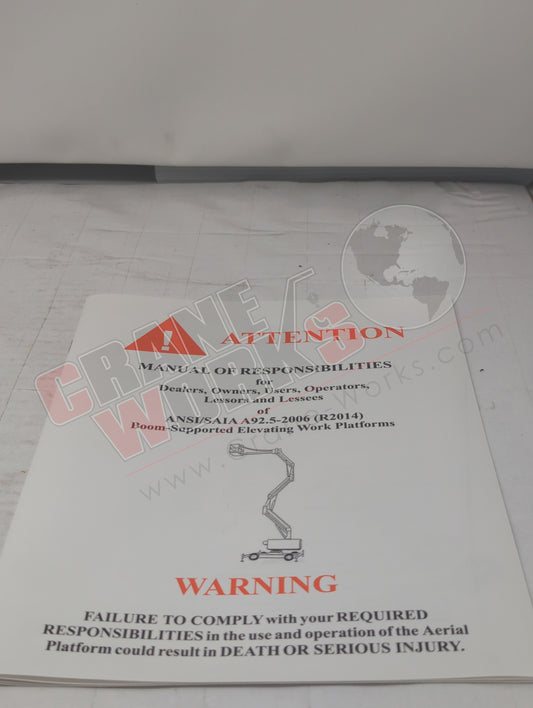 ATTENTION
MANUAL OF RESPONSIBILITIES
for
Dealers, Owners, Users, Operators,
Lessors and Lessees
of
ANSI/SAIA A92.5-2006 (R2014)
Boom-Supported Elevating Work Platforms
WARNING
FAILURE TO COMPLY with your REQUIRED
RESPONSIBILITIES in the use and operation of the Aerial
Platform could result in DEATH OR SERIOUS INJURY.
CRANE
WORKS
www.CraneWorks.com